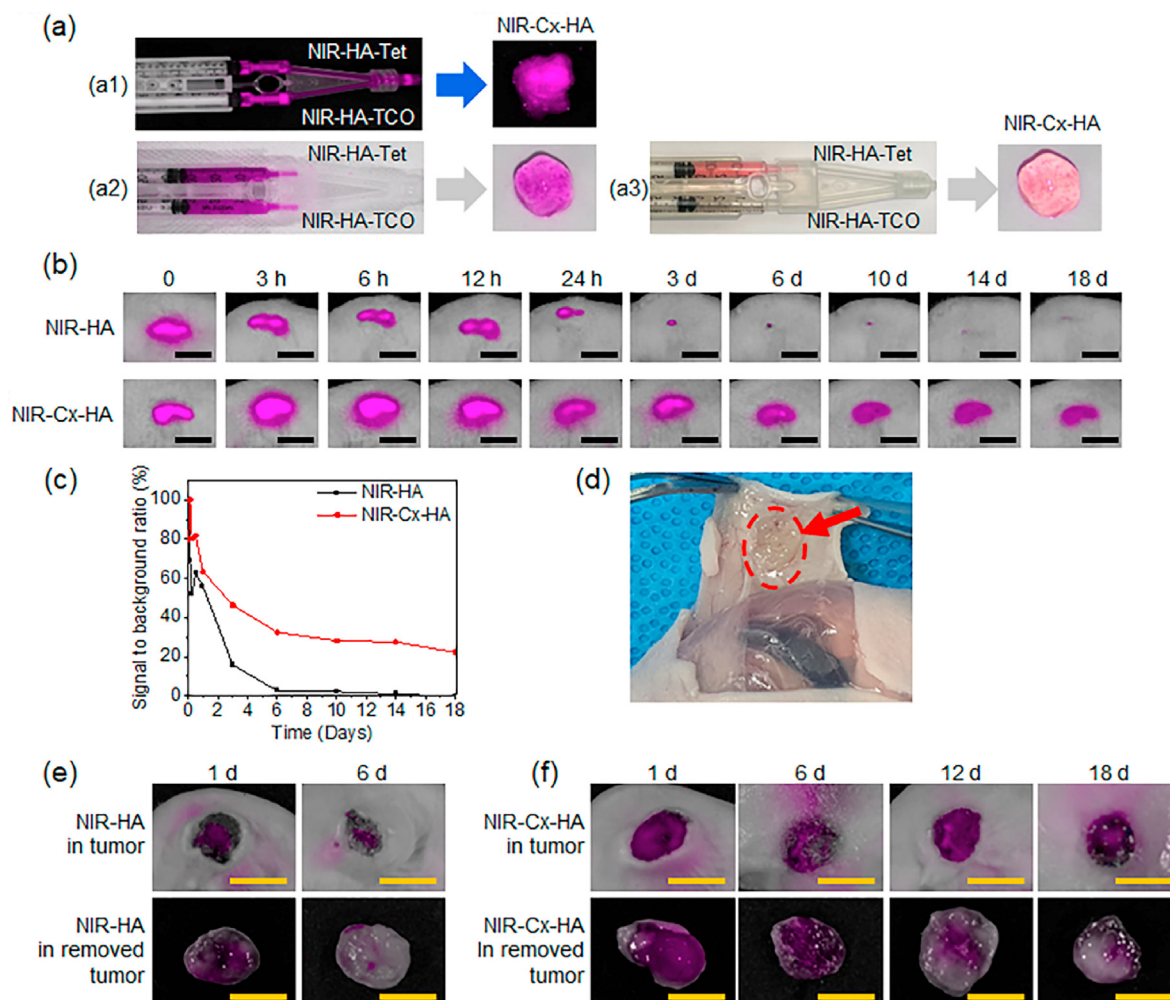 (a)
NIR-Cx-HA
NIR-HA-Tet
(a1)
NIR-HA-TCO
NIR-Cx-HA
NIR-HA-Tet
NIR-HA-Tet
(a2)
(a3)
NIR-HA-TCO
NIR-HA-TCO
(b)
0 3 h 6 h 12 h 24 h 3 d 6 d 10 d 14 d 18 d
NIR-HA
NIR-Cx-HA
(c)
Signal to background ratio (%)
100
80
60
40
20
0
0 2 4 6 8 10 12 14 16 18
Time (Days)
NIR-HA
NIR-Cx-HA
(d)
(e)
1 d 6 d
NIR-HA
in tumor
NIR-HA
in removed
tumor
(f)
1 d 6 d 12 d 18 d
NIR-Cx-HA
in tumor
NIR-Cx-HA
In removed
tumor